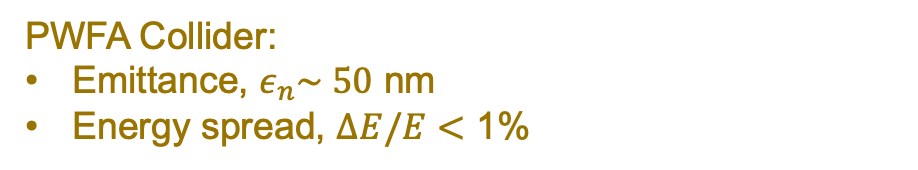 PWFA Collider:
• Emittance, 𝜖ₙ~ 50 nm
• Energy spread, Δ𝐸/𝐸 < 1%